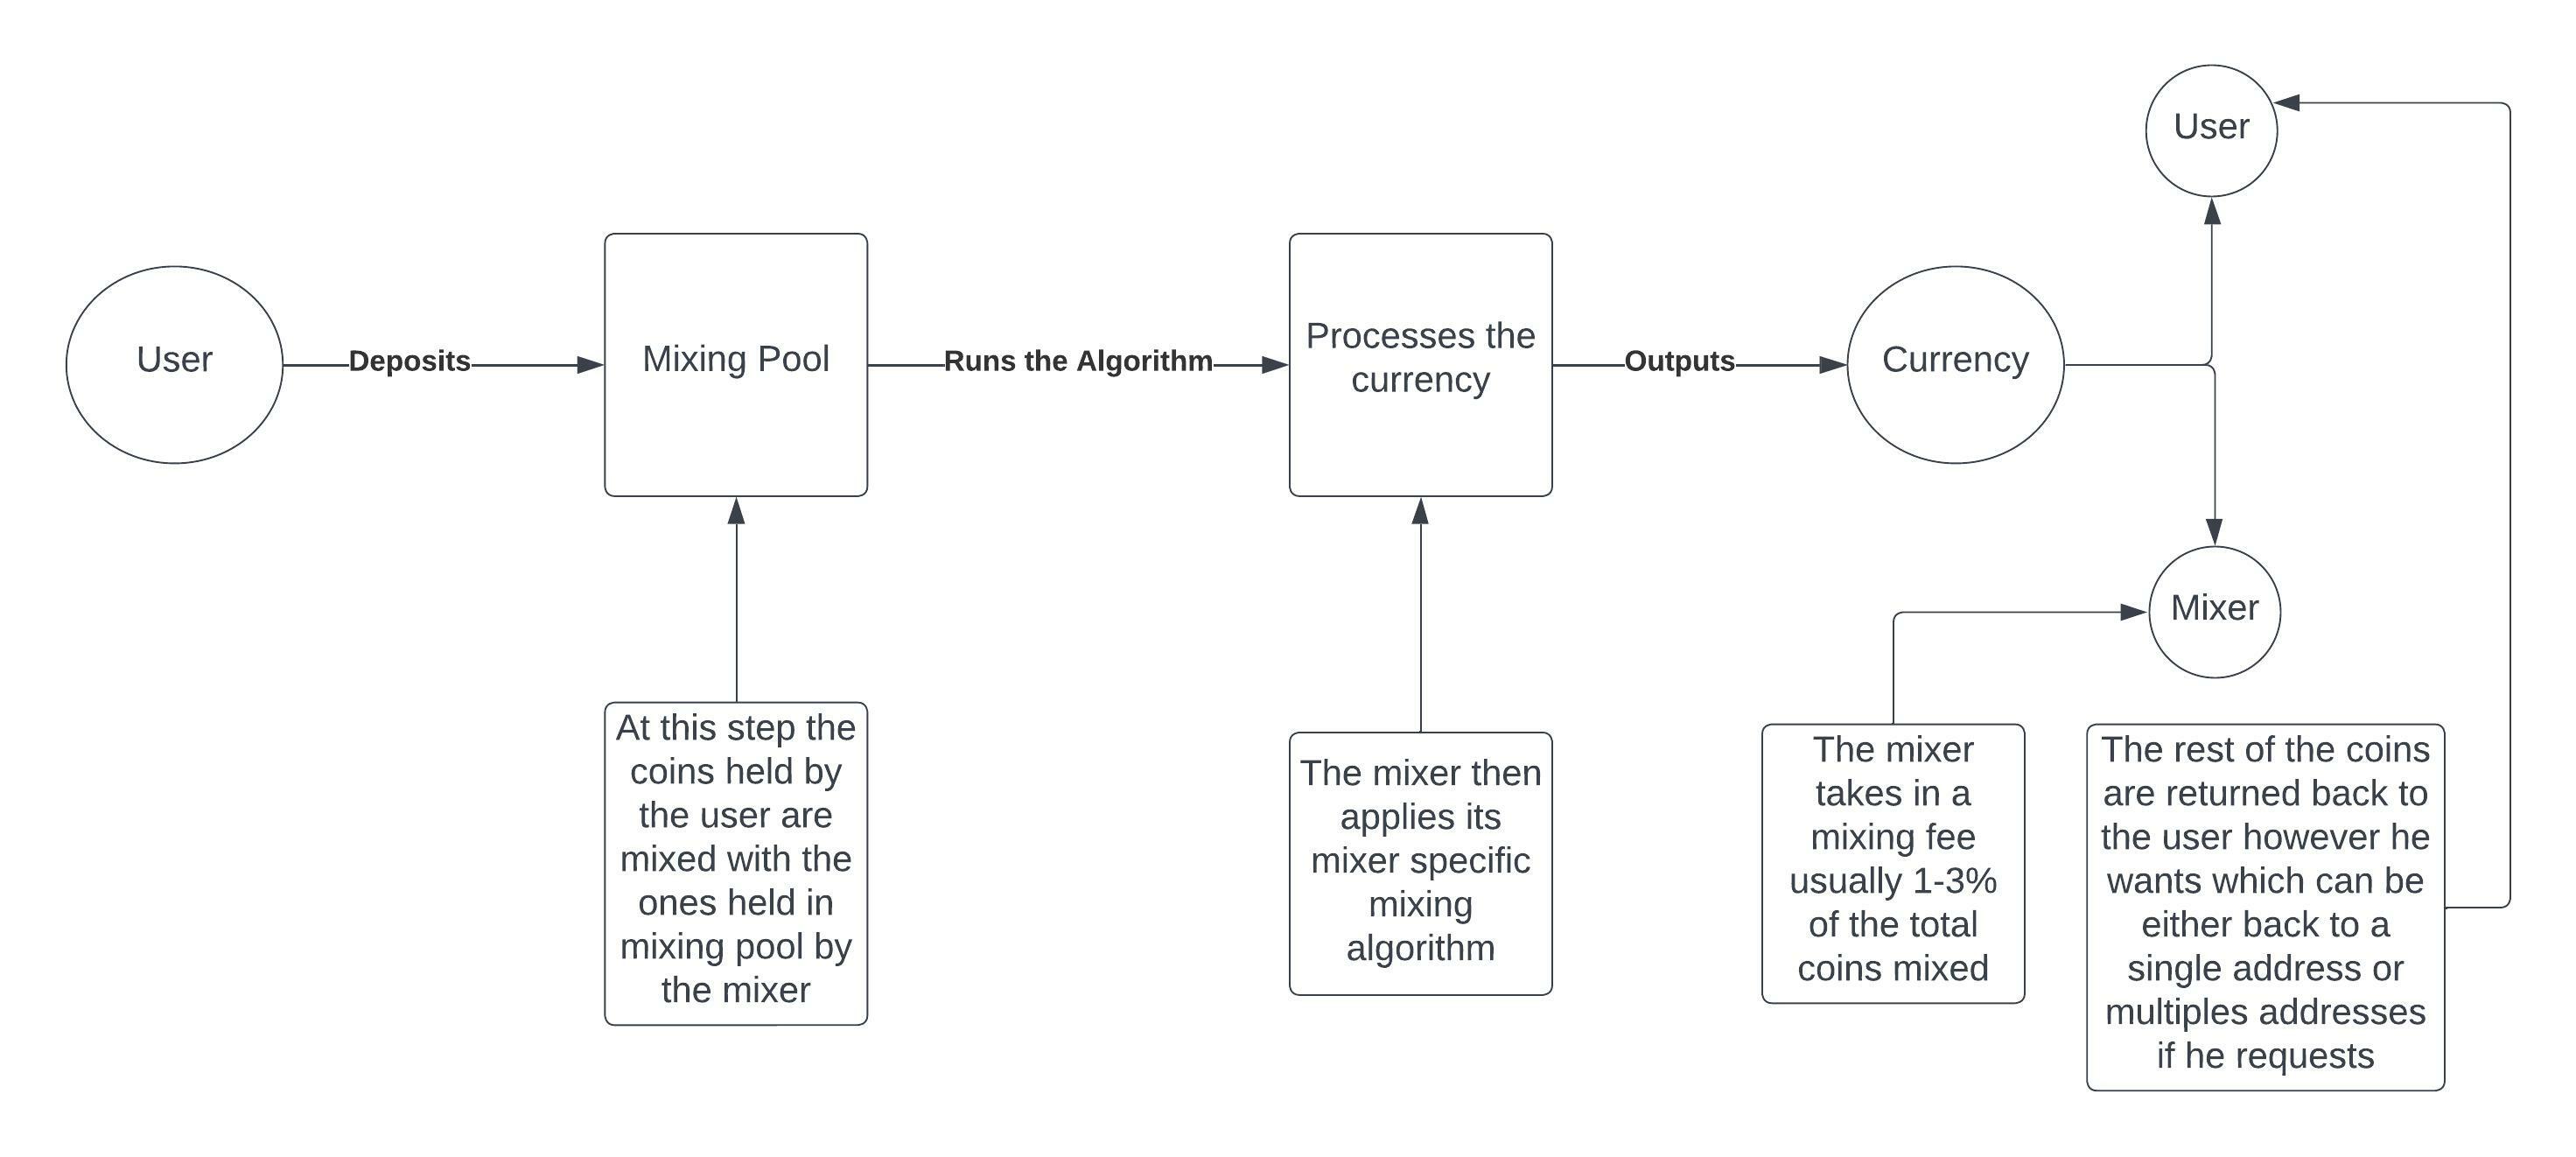 User
User
Deposits
Mixing Pool
Runs the Algorithm
Processes the
currency
Outputs
Currency
Mixer
At this step the
coins held by
the user are
mixed with the
ones held in
mixing pool by
the mixer
The mixer then
applies its
mixer specific
mixing
algorithm
The mixer
takes in a
mixing fee
usually 1-3%
of the total
coins mixed
The rest of the coins
are returned back to
the user however he
wants which can be
either back to a
single address or
multiples addresses
if he requests